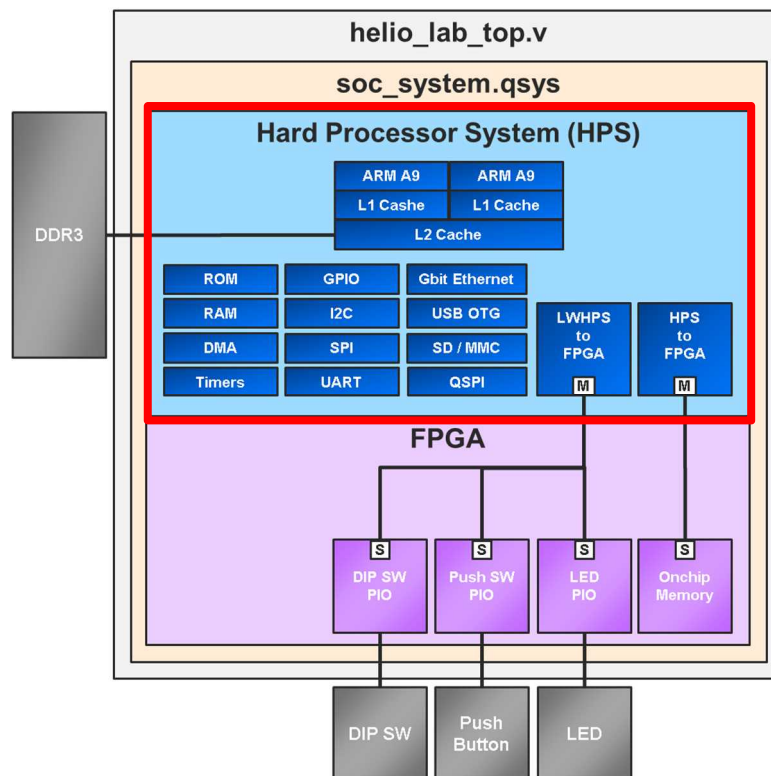 helio_lab_top.v
soc_system.qsys
Hard Processor System (HPS)
ARM A9
ARM A9
L1 Cashe
L1 Cache
L2 Cache
DDR3
ROM
GPIO
Gbit Ethernet
RAM
I2C
USB OTG
DMA
SPI
SD / MMC
Timers
UART
QSPI
LWHPS
to
FPGA
M
HPS
to
FPGA
M
FPGA
S
DIP SW
PIO
S
Push SW
PIO
S
LED
PIO
S
Onchip
Memory
DIP SW
Push
Button
LED